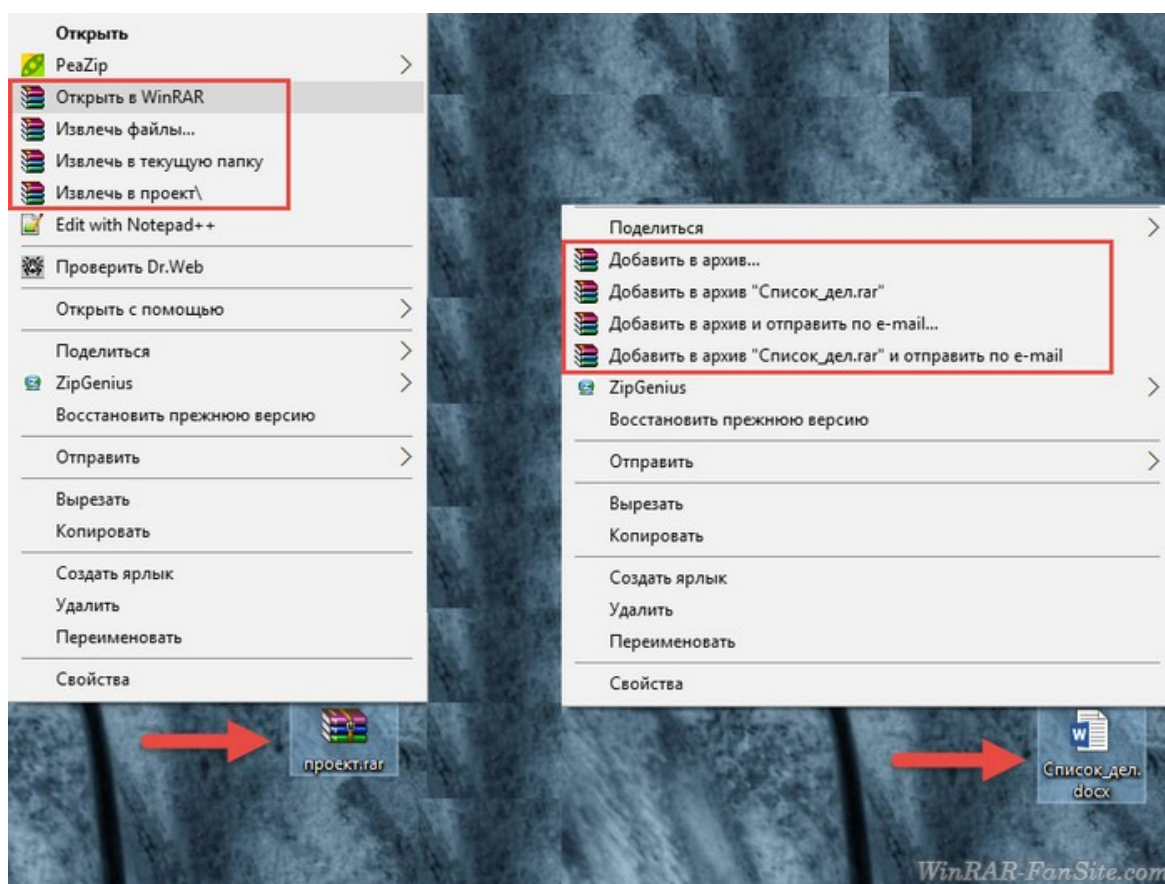 Открыть
PeaZip
Открыть в WinRAR
Извлечь файлы...
Извлечь в текущую папку
Извлечь в проект\
Edit with Notepad++
Проверить Dr.Web
Открыть с помощью
Поделиться
ZipGenius
Восстановить прежнюю версию
Отправить
Вырезать
Копировать
Создать ярлык
Удалить
Переименовать
Свойства
проект.rar
Поделиться
Добавить в архив...
Добавить в архив "Список_дел.rar"
Добавить в архив и отправить по e-mail...
Добавить в архив "Список_дел.rar" и отправить по e-mail
ZipGenius
Восстановить прежнюю версию
Отправить
Вырезать
Копировать
Создать ярлык
Удалить
Переименовать
Свойства
W
Список_дел.
docx
WinRAR-FanSite.com